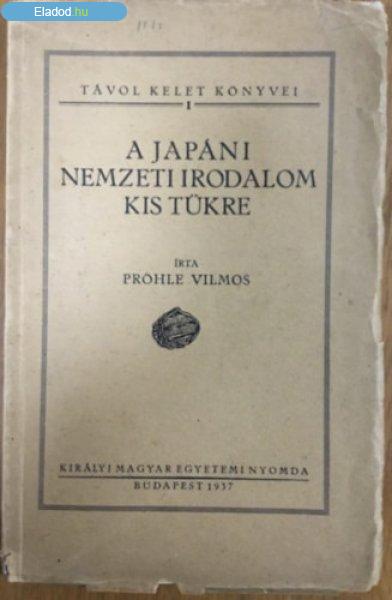 Eladod.hu
TÁVOL KELET KÖNYVEI
I
A JAPÁNI
NEMZETI IRODALOM
KIS TÜKRE
ÍRTA
PRÖHLE VILMOS
KIRÁLYI MAGYAR EGYETEMI NYOMDA
BUDAPEST 1937